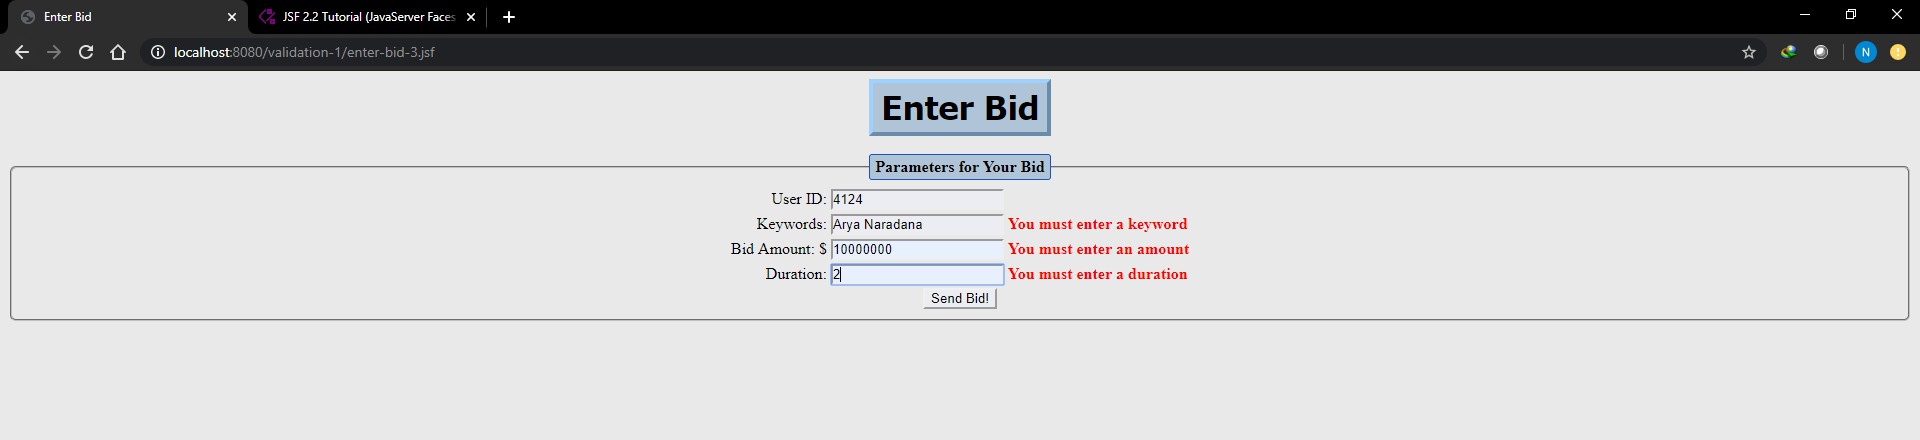 Enter Bid
JSF 2.2 Tutorial (JavaServer Faces
localhost:8080/validation-1/enter-bid-3.jsf
N
Enter Bid
Parameters for Your Bid
User ID: 4124
Keywords: Arya Naradana You must enter a keyword
Bid Amount: $ 10000000 You must enter an amount
Duration: 2 You must enter a duration
Send Bid!